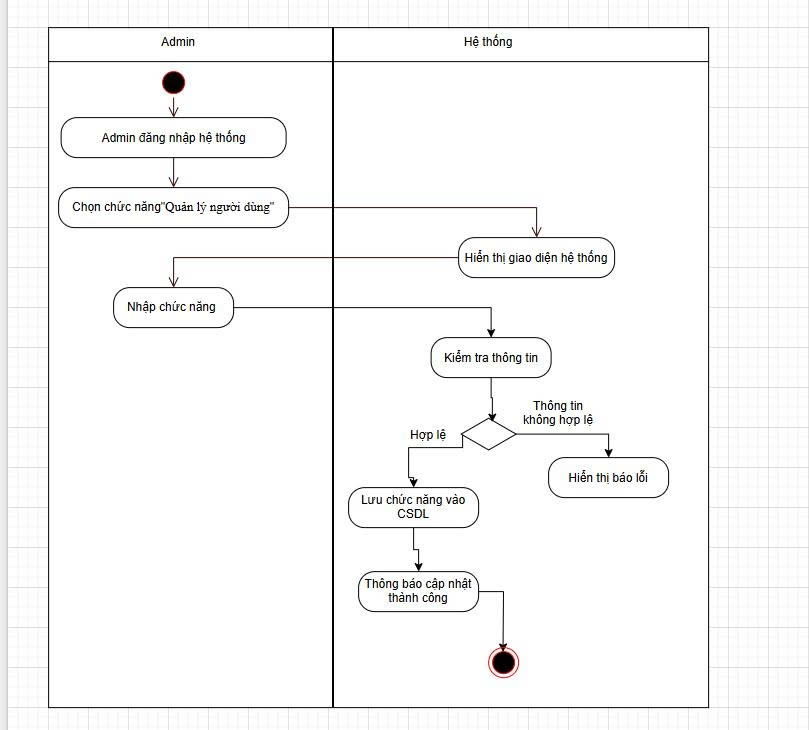 Admin
Hệ thống
Admin đăng nhập hệ thống
Chọn chức năng"Quản lý người dùng"
Hiển thị giao diện hệ thống
Nhập chức năng
Kiểm tra thông tin
Thông tin
không hợp lệ
Hợp lệ
Hiển thị báo lỗi
Lưu chức năng vào
CSDL
Thông báo cập nhật
thành công